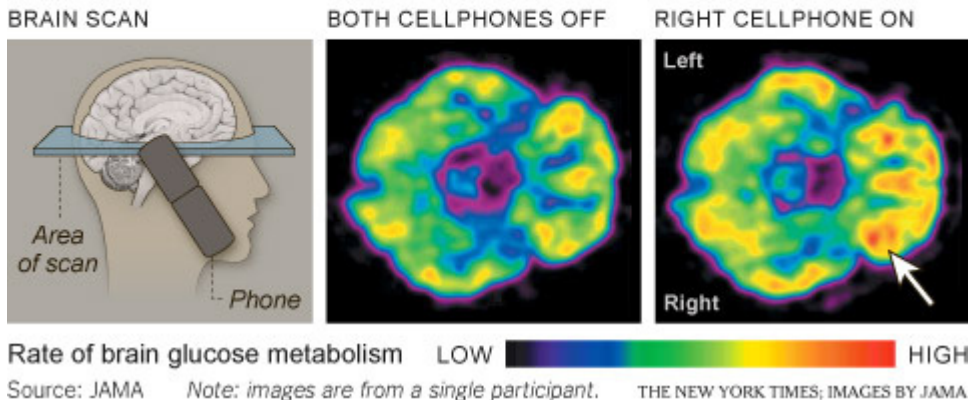 BRAIN SCAN
BOTH CELLPHONES OFF
RIGHT CELLPHONE ON
Left
Area
of scan
Phone
Right
Rate of brain glucose metabolism LOW HIGH
Source: JAMA Note: images are from a single participant. THE NEW YORK TIMES; IMAGES BY JAMA